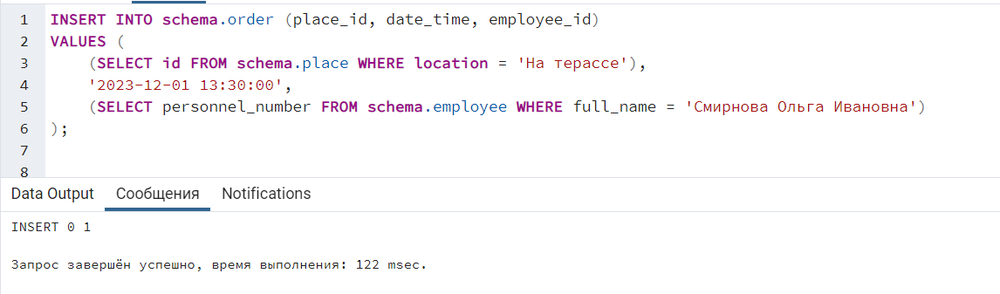 1 INSERT INTO schema.order (place_id, date_time, employee_id)
2 VALUES (
3 (SELECT id FROM schema.place WHERE location = 'На терассе'),
4 '2023-12-01 13:30:00',
5 (SELECT personnel_number FROM schema.employee WHERE full_name = 'Смирнова Ольга Ивановна')
6 );
7
8
Data Output Сообщения Notifications
INSERT 0 1
Запрос завершён успешно, время выполнения: 122 msec.